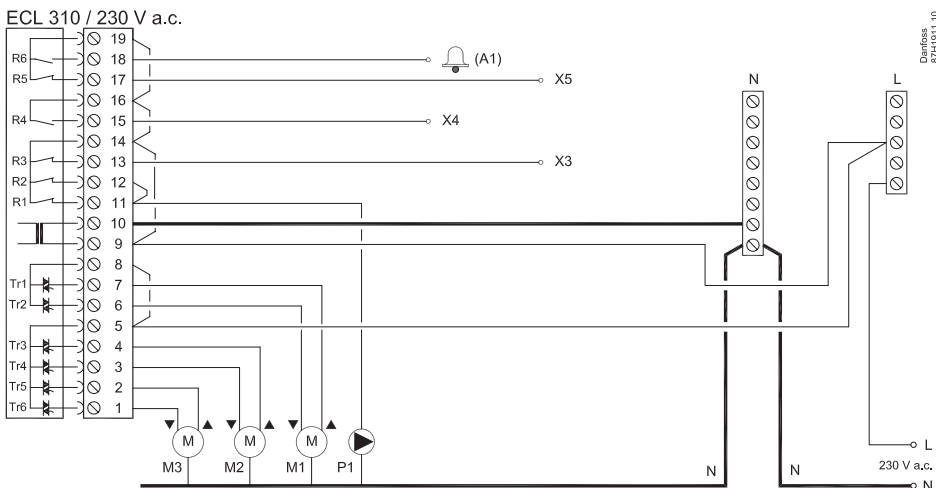 ECL 310 / 230 V a.c.
Danfoss
87H1911.10
19
R6 18 (A1)
R5 17 X5
N L
16
R4 15 X4
14
R3 13 X3
R2 12
R1 11
10
9
8
Tr1 7
Tr2 6
5
Tr3 4
Tr4 3
Tr5 2
Tr6 1
M M M
M3 M2 M1 P1
L
230 V a.c.
N N
N